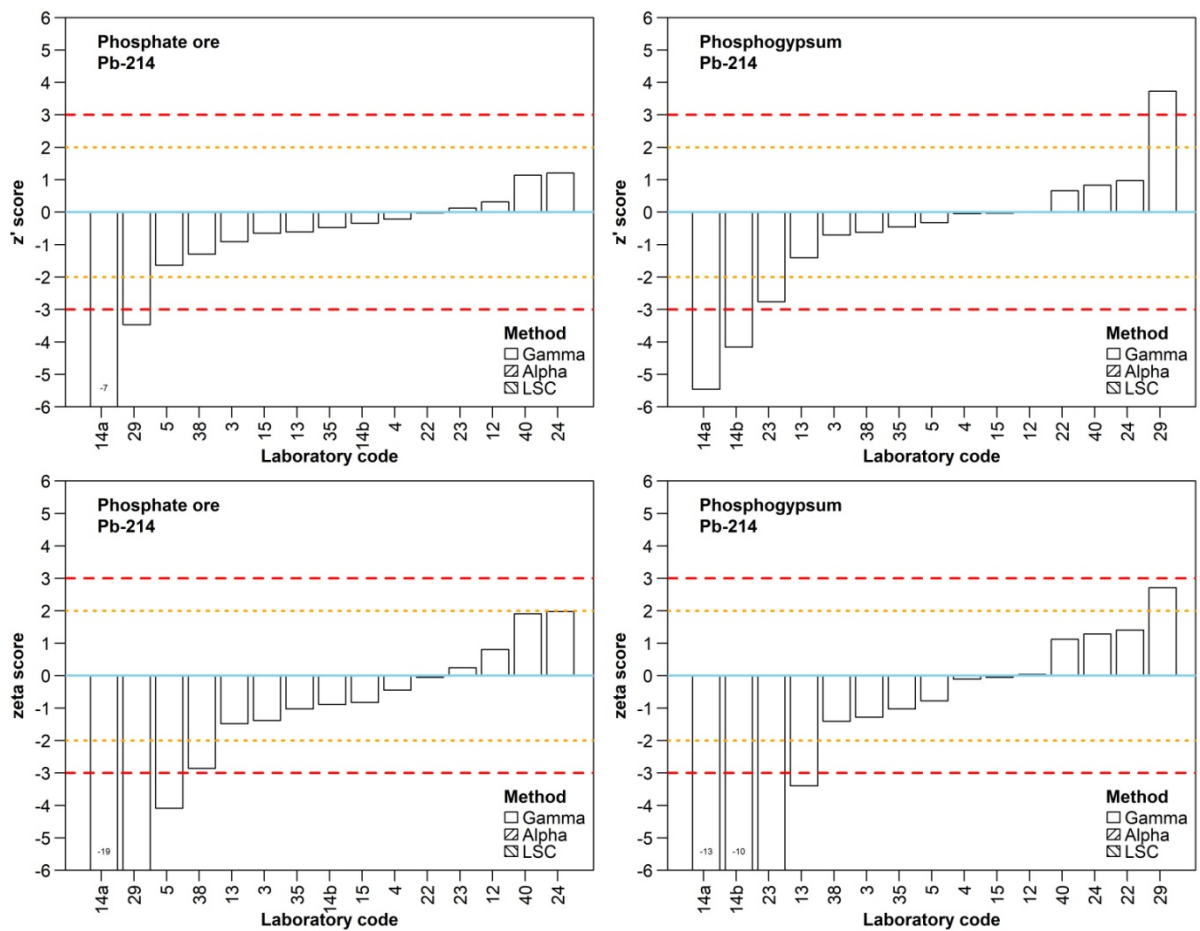 Phosphate ore
Pb-214
6
5
4
3
2
1
0
-1
-2
-3
-4
-5
-6
z' score
-7
Method
Gamma
Alpha
LSC
14a 29 5 38 3 15 13 35 14b 4 22 23 12 40 24
Laboratory code
Phosphogypsum
Pb-214
6
5
4
3
2
1
0
-1
-2
-3
-4
-5
-6
z' score
Method
Gamma
Alpha
LSC
14a 14b 23 13 3 38 35 5 4 15 12 22 40 24 29
Laboratory code
Phosphate ore
Pb-214
6
5
4
3
2
1
0
-1
-2
-3
-4
-5
-6
zeta score
-19
Method
Gamma
Alpha
LSC
14a 29 5 38 13 3 35 14b 15 4 22 23 12 40 24
Laboratory code
Phosphogypsum
Pb-214
6
5
4
3
2
1
0
-1
-2
-3
-4
-5
-6
zeta score
-13 -10
Method
Gamma
Alpha
LSC
14a 14b 23 13 38 3 35 5 4 15 12 40 24 22 29
Laboratory code